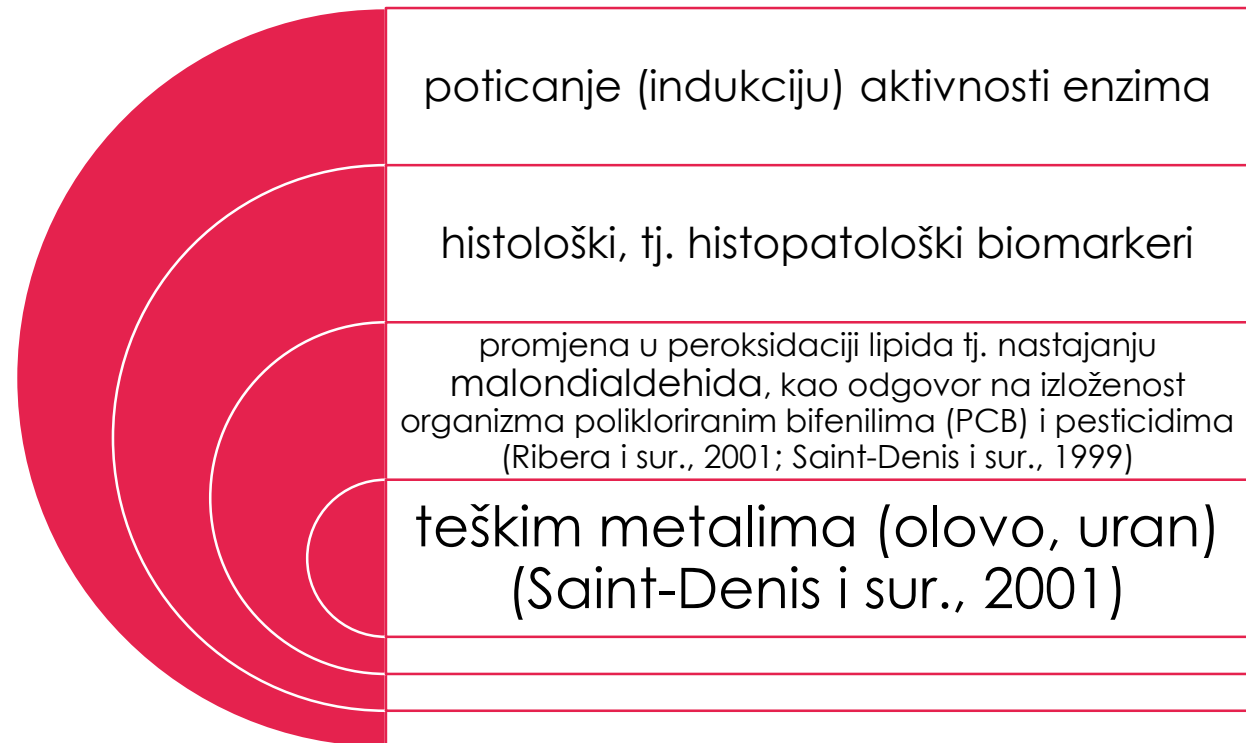 poticanje (indukciju) aktivnosti enzima
histološki, tj. histopatološki biomarkeri
promjena u peroksidaciji lipida tj. nastajanju
malondialdehida, kao odgovor na izloženost
organizma polikloriranim bifenilima (PCB) i pesticidima
(Ribera i sur., 2001; Saint-Denis i sur., 1999)
teškim metalima (olovo, uran)
(Saint-Denis i sur., 2001)